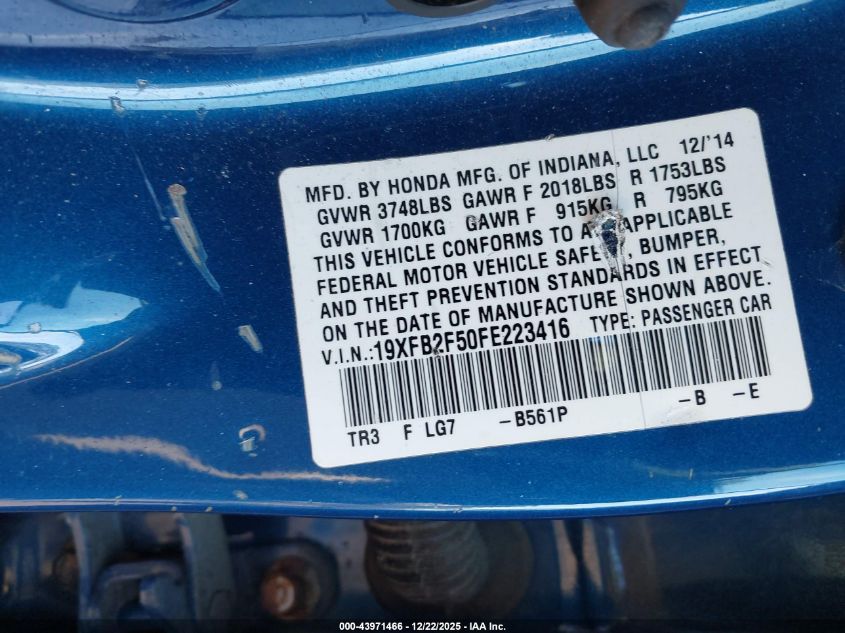 MFD. BY HONDA MFG. OF INDIANA, LLC 12/'14
GVWR 3748LBS GAWR F 2018LBS R 1753LBS
GVWR 1700KG GAWR F 915KG R 795KG
THIS VEHICLE CONFORMS TO A APPLICABLE
FEDERAL MOTOR VEHICLE SAFE , BUMPER,
AND THEFT PREVENTION STANDARDS IN EFFECT
ON THE DATE OF MANUFACTURE SHOWN ABOVE.
V.I.N.:19XFB2F50FE223416 TYPE: PASSENGER CAR
TR3 F LG7 -B561P -B -E
000-43971466 - 12/22/2025 - IAA Inc.